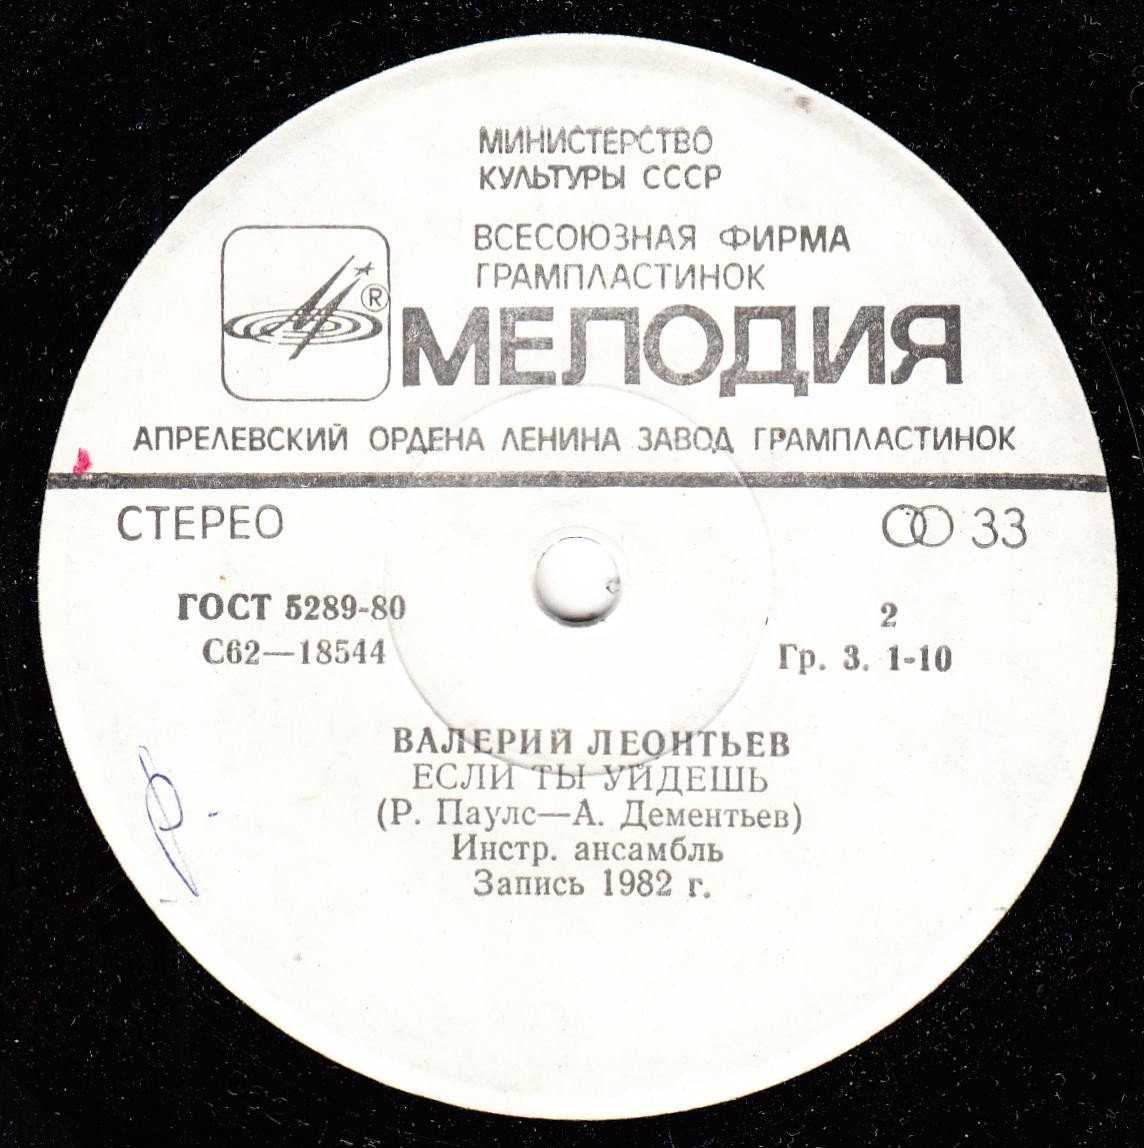 МИНИСТЕРСТВО
КУЛЬТУРЫ СССР
ВСЕСОЮЗНАЯ ФИРМА
ГРАМПЛАСТИНОК
®
МЕЛОДИЯ
АПРЕЛЕВСКИЙ ОРДЕНА ЛЕНИНА ЗАВОД ГРАМПЛАСТИНОК
СТЕРЕО
33
ГОСТ 5289-80
2
С62—18544
Гр. 3. 1-10
ВАЛЕРИЙ ЛЕОНТЬЕВ
ЕСЛИ ТЫ УЙДЕШЬ
(Р. Паулс—А. Дементьев)
Инстр. ансамбль
Запись 1982 г.